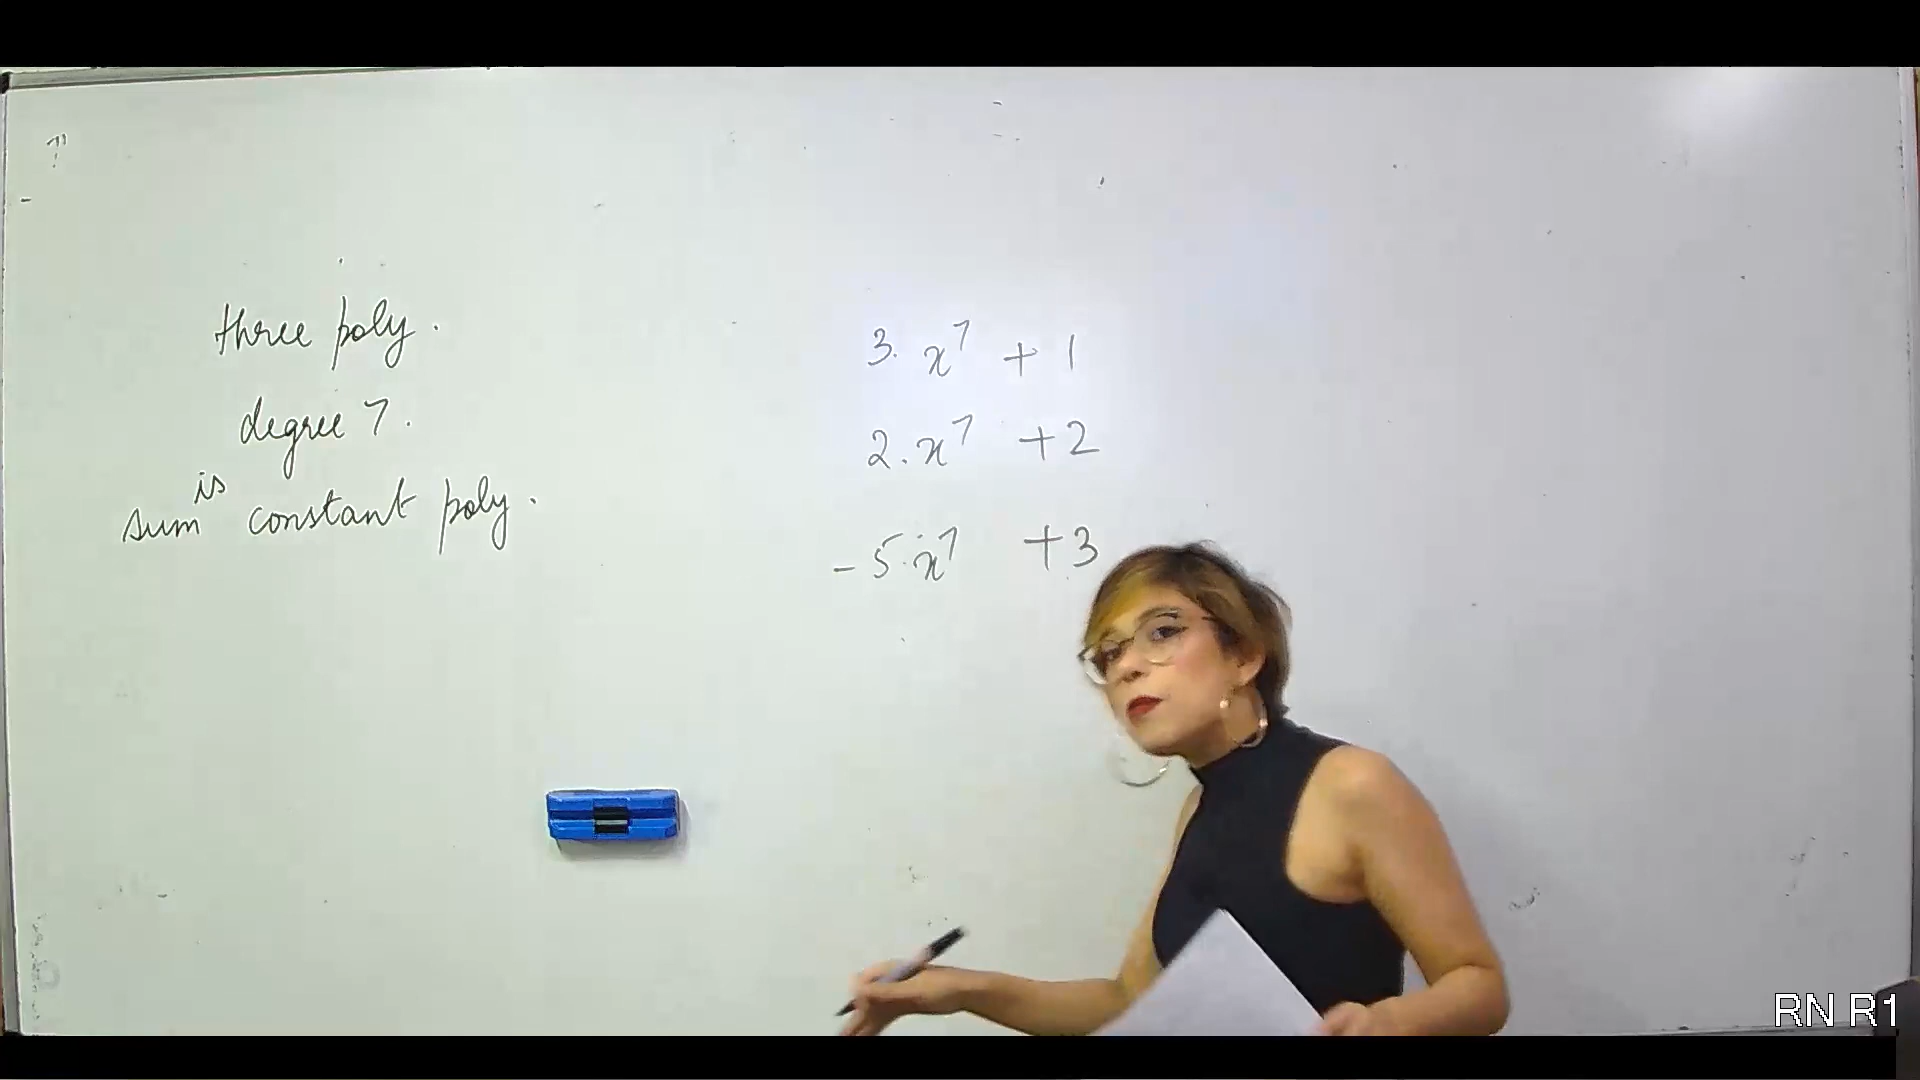 three poly.
degree 7.
sum is constant poly.
3. x⁷ + 1
2. x⁷ + 2
- 5. x⁷ + 3
RN R1